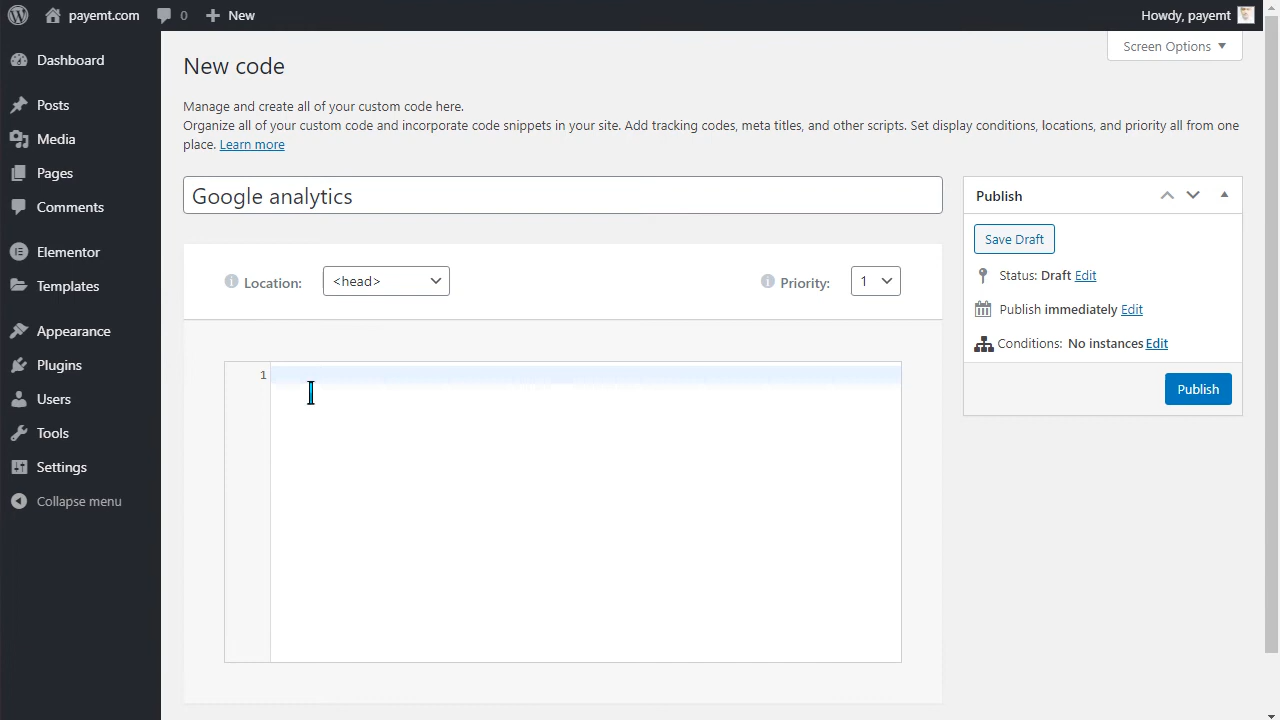 payemt.com 0 New Howdy, payemt
Screen Options
Dashboard
Posts
Media
Pages
Comments
Elementor
Templates
Appearance
Plugins
Users
Tools
Settings
Collapse menu
New code
Manage and create all of your custom code here.
Organize all of your custom code and incorporate code snippets in your site. Add tracking codes, meta titles, and other scripts. Set display conditions, locations, and priority all from one
place. Learn more
Google analytics
Location: <head> Priority: 1
1
Publish
Save Draft
Status: Draft Edit
Publish immediately Edit
Conditions: No instances Edit
Publish